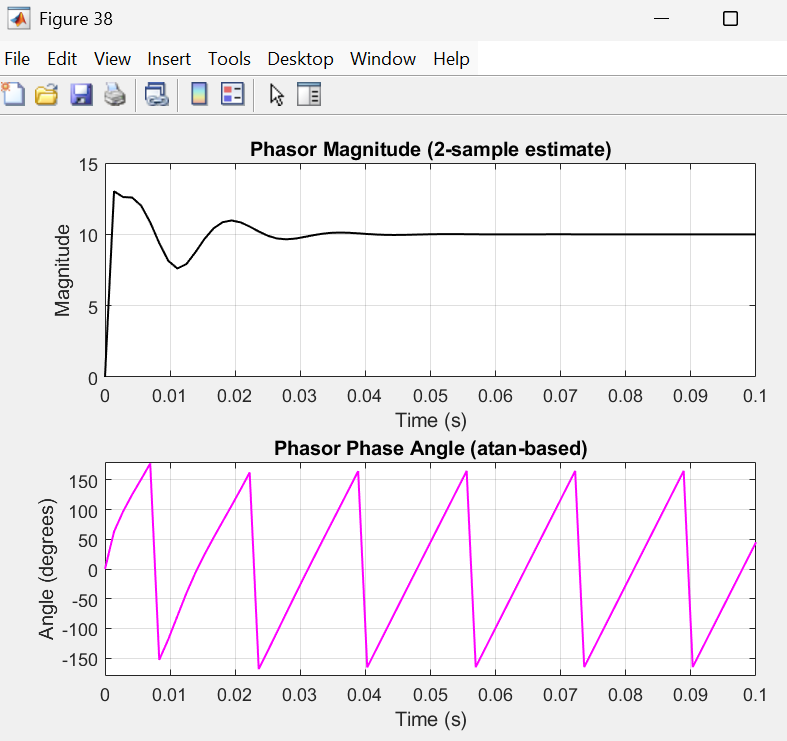 Figure 38
File Edit View Insert Tools Desktop Window Help
Phasor Magnitude (2-sample estimate)
15
10
5
0
Magnitude
0 0.01 0.02 0.03 0.04 0.05 0.06 0.07 0.08 0.09 0.1
Time (s)
Phasor Phase Angle (atan-based)
150
100
50
0
-50
-100
-150
Angle (degrees)
0 0.01 0.02 0.03 0.04 0.05 0.06 0.07 0.08 0.09 0.1
Time (s)